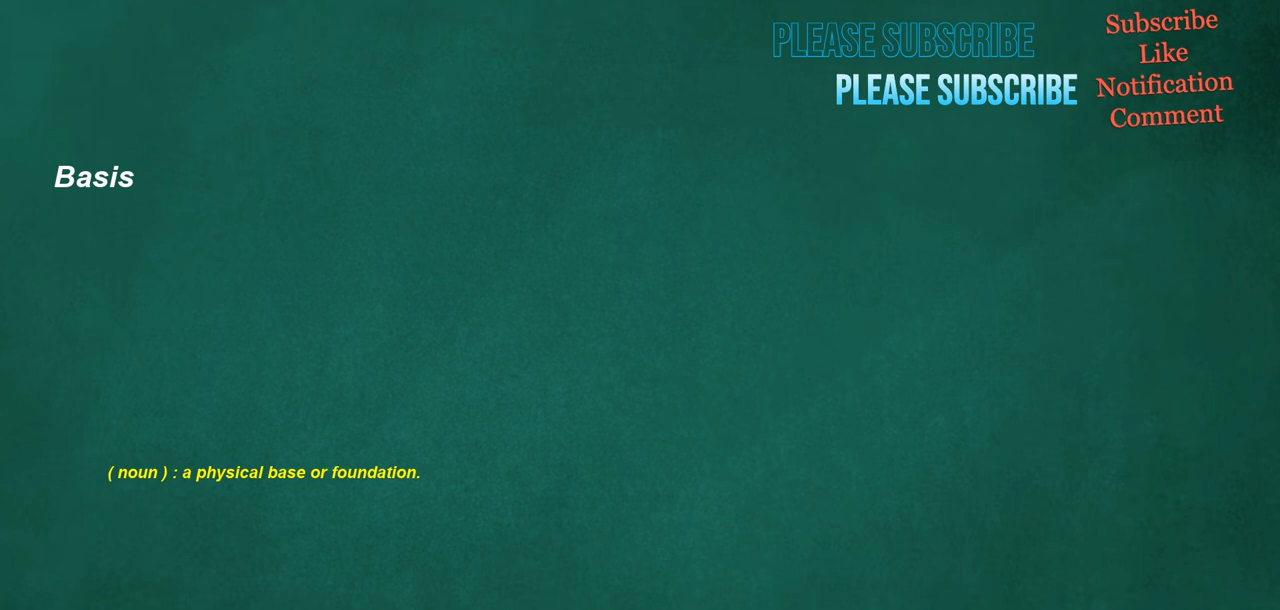 PLEASE SUBSCRIBE
PLEASE SUBSCRIBE
Subscribe
Like
Notification
Comment
Basis
( noun ) : a physical base or foundation.